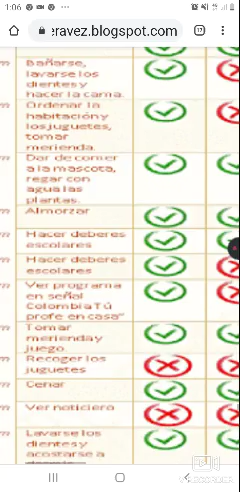 1:06
eravez.blogspot.com
m Bañarse,
lavarse los
dientes y
hacer la cama.
m Ordenar la
habitación y
los juguetes,
tomar
merienda.
m Dar de comer
a la mascota,
regar con
agua las
plantas.
m Almorzar
m Hacer deberes
escolares
m Hacer deberes
escolares
m Ver programa
en señal
Colombia Tú
profe en casa"
m Tomar
merienda y
juego
m Recoger los
juguetes
m Cenar
m Ver noticiero
m Lavarse los
dientes y
acostarse a